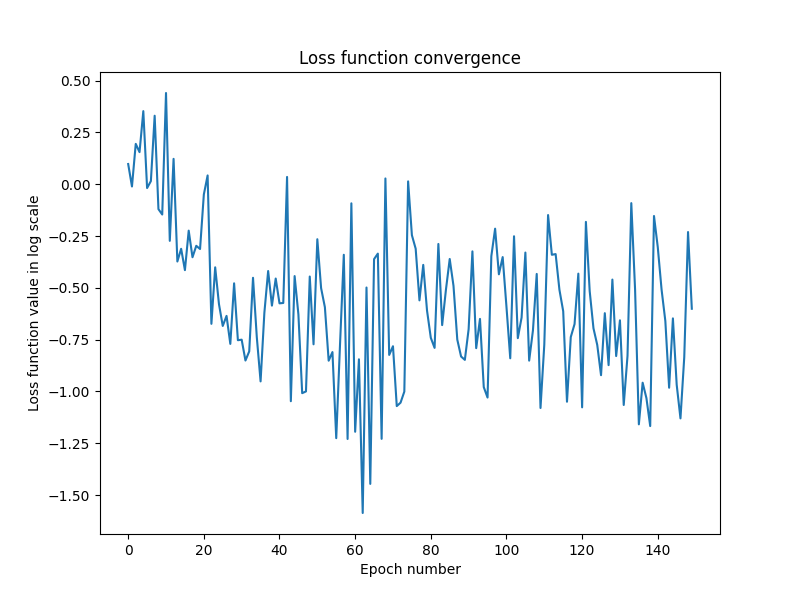 Loss function convergence
0.50
0.25
0.00
−0.25
−0.50
−0.75
−1.00
−1.25
−1.50
Loss function value in log scale
0 20 40 60 80 100 120 140
Epoch number